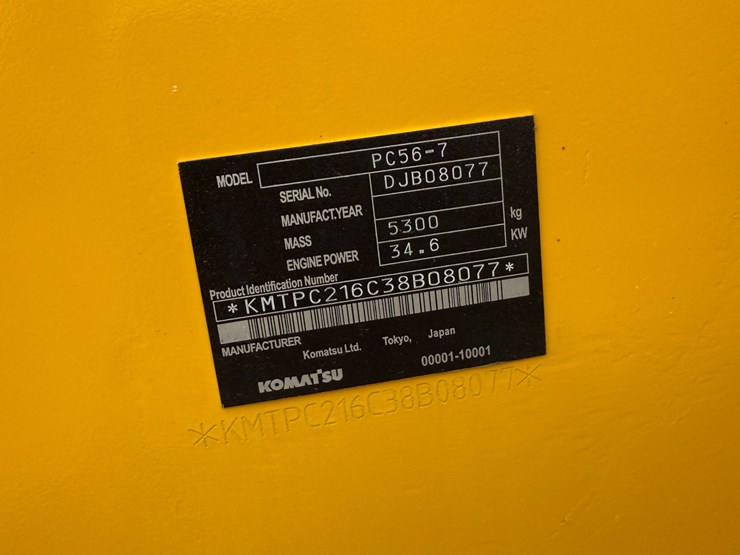 MODEL PC56-7
SERIAL No. DJB08077
MANUFACT.YEAR
MASS 5300 kg
ENGINE POWER 34.6 KW
Product Identification Number
*KMTPC216C38B08077*
MANUFACTURER
Komatsu Ltd. Tokyo, Japan
KOMATSU 00001-10001
*KMTPC216C38B08077*